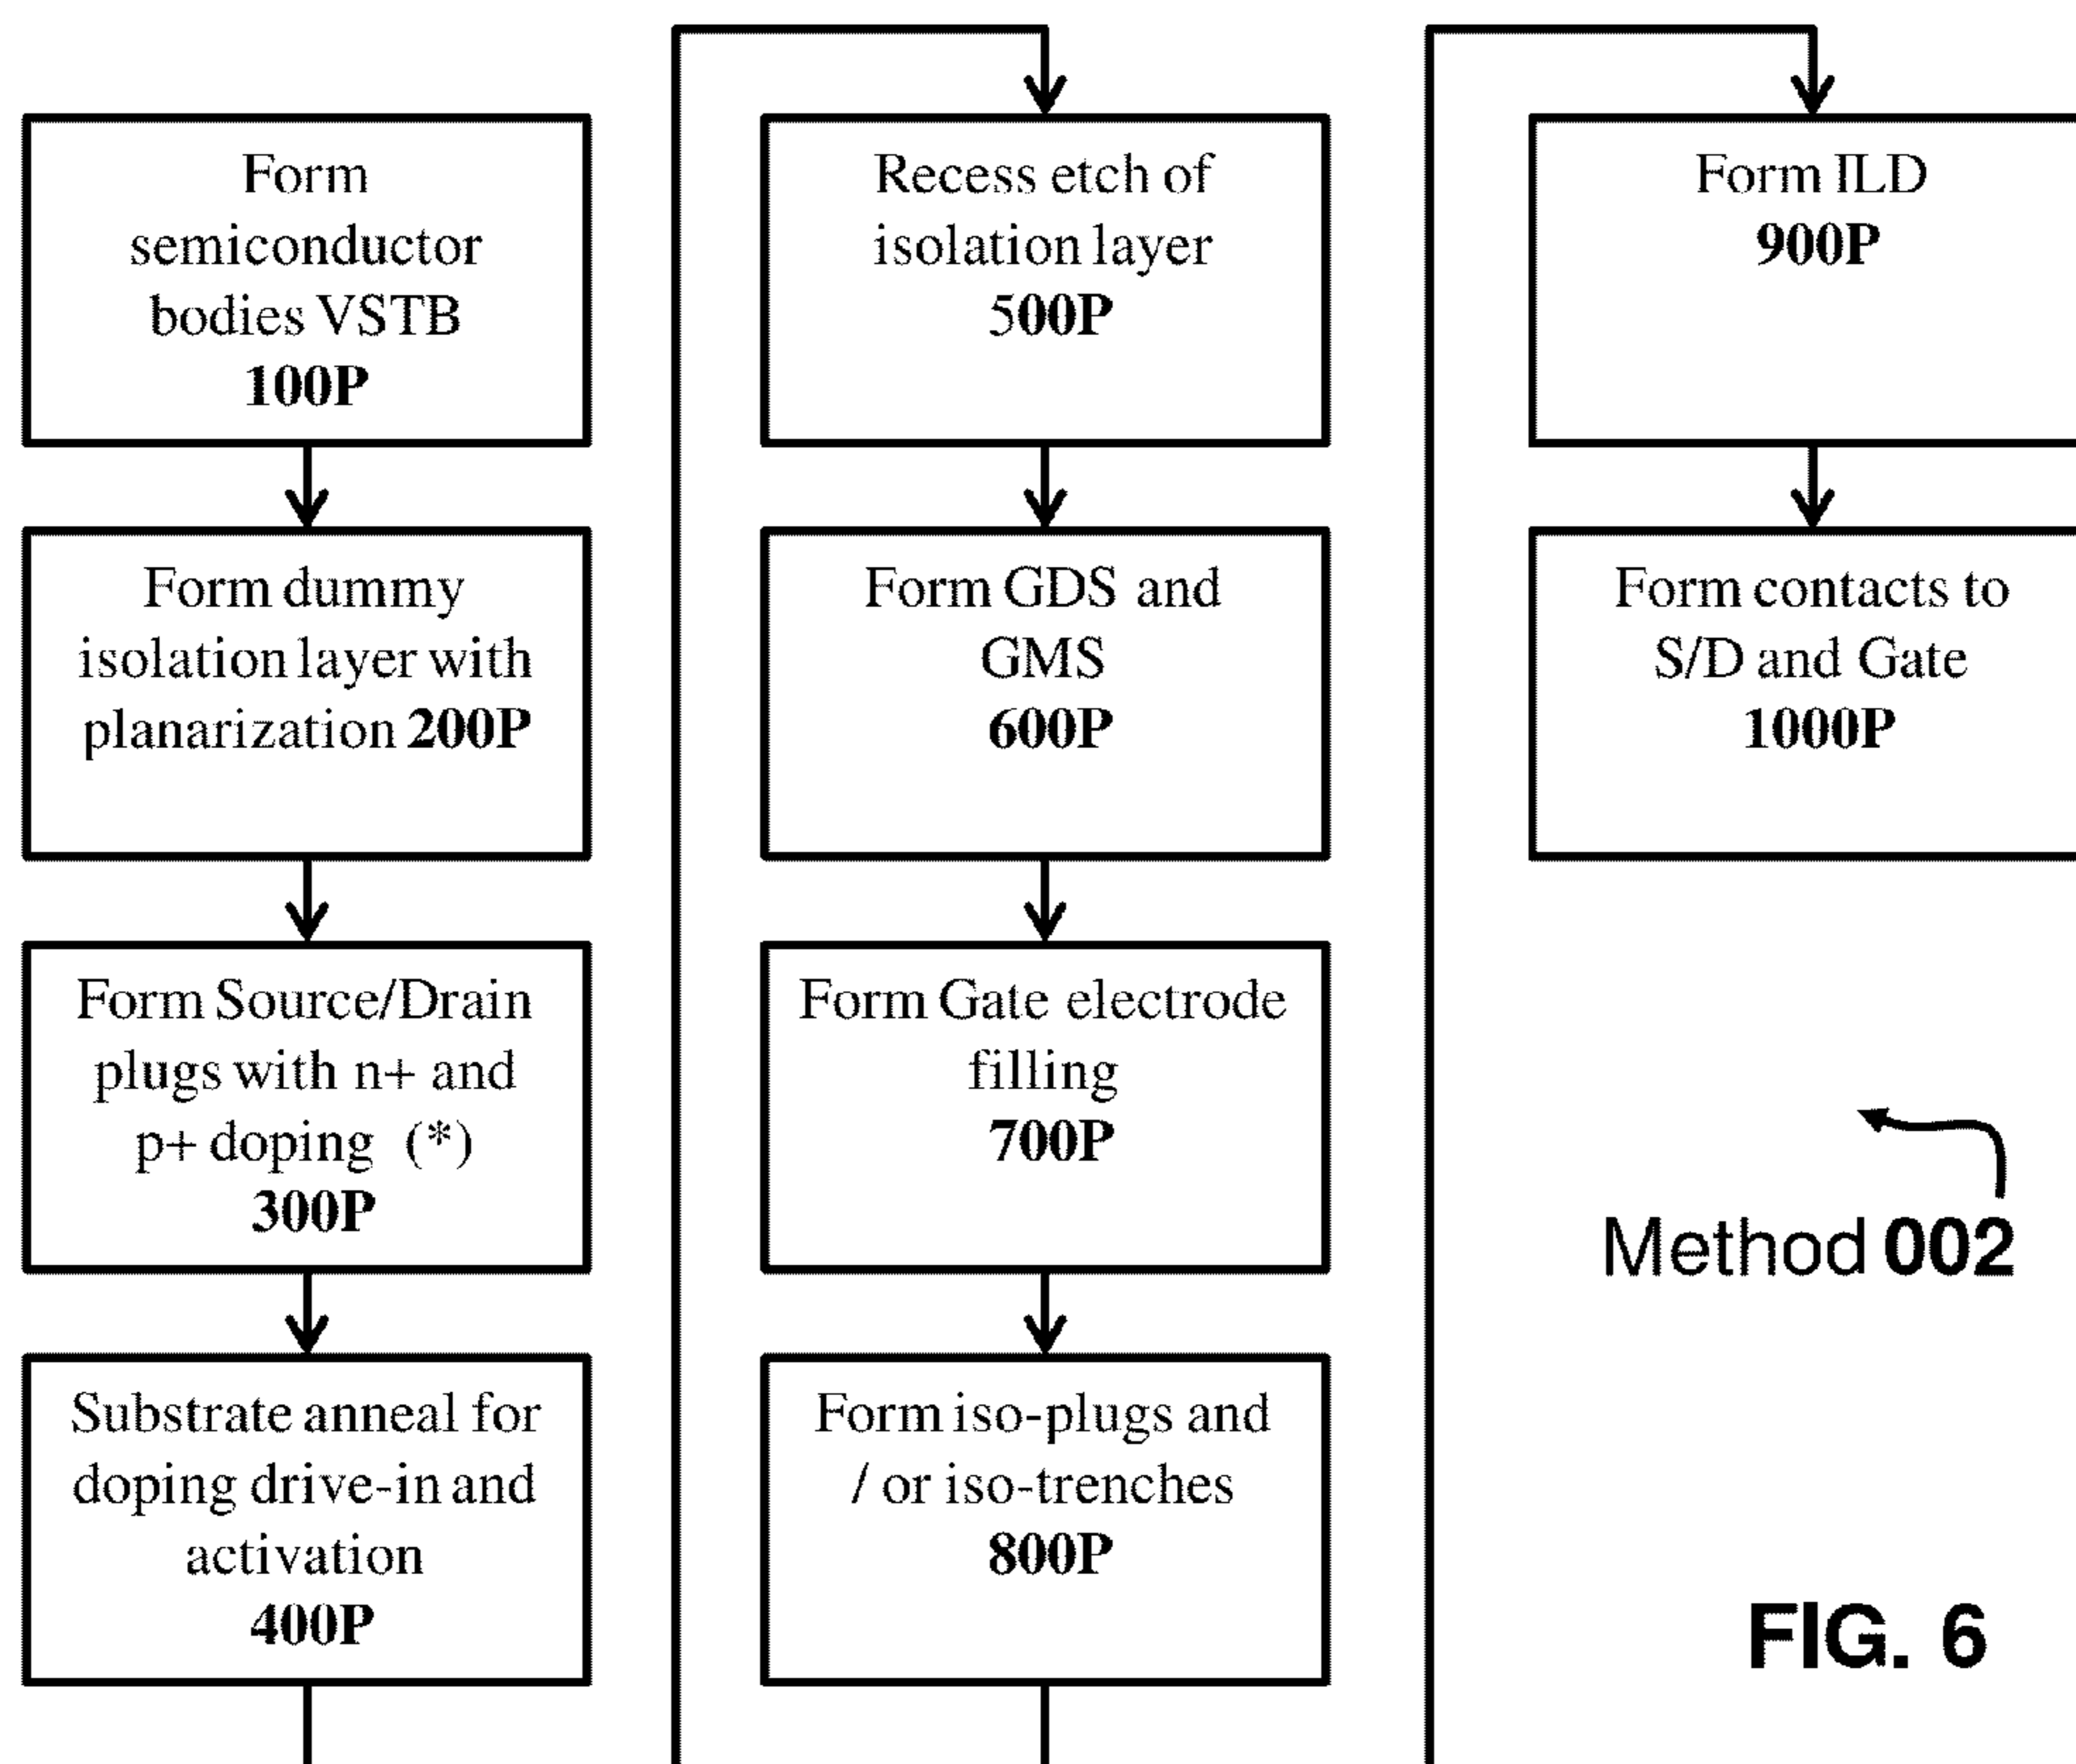 Form
semiconductor
bodies VSTB
100P
Form dummy
isolation layer with
planarization 200P
Form Source/Drain
plugs with n+ and
p+ doping (*)
300P
Substrate anneal for
doping drive-in and
activation
400P
Recess etch of
isolation layer
500P
Form GDS and
GMS
600P
Form Gate electrode
filling
700P
Form iso-plugs and
/ or iso-trenches
800P
Form ILD
900P
Form contacts to
S/D and Gate
1000P
Method 002
FIG. 6